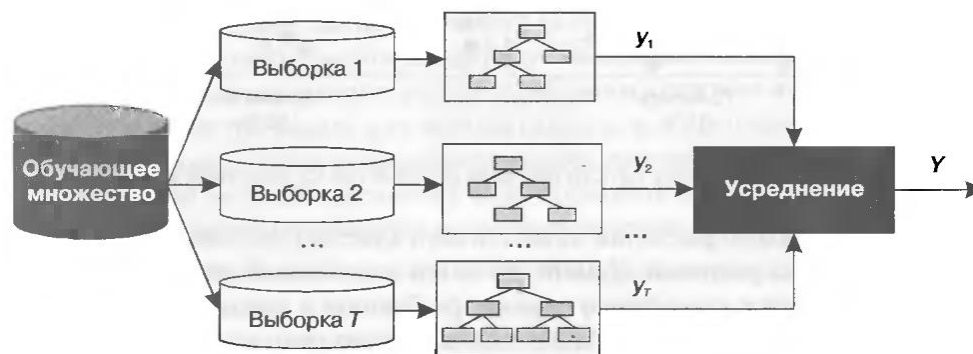 Обучающее
множество
Выборка 1
Выборка 2
...
Выборка T
...
y1
y2
...
yT
Усреднение
Y